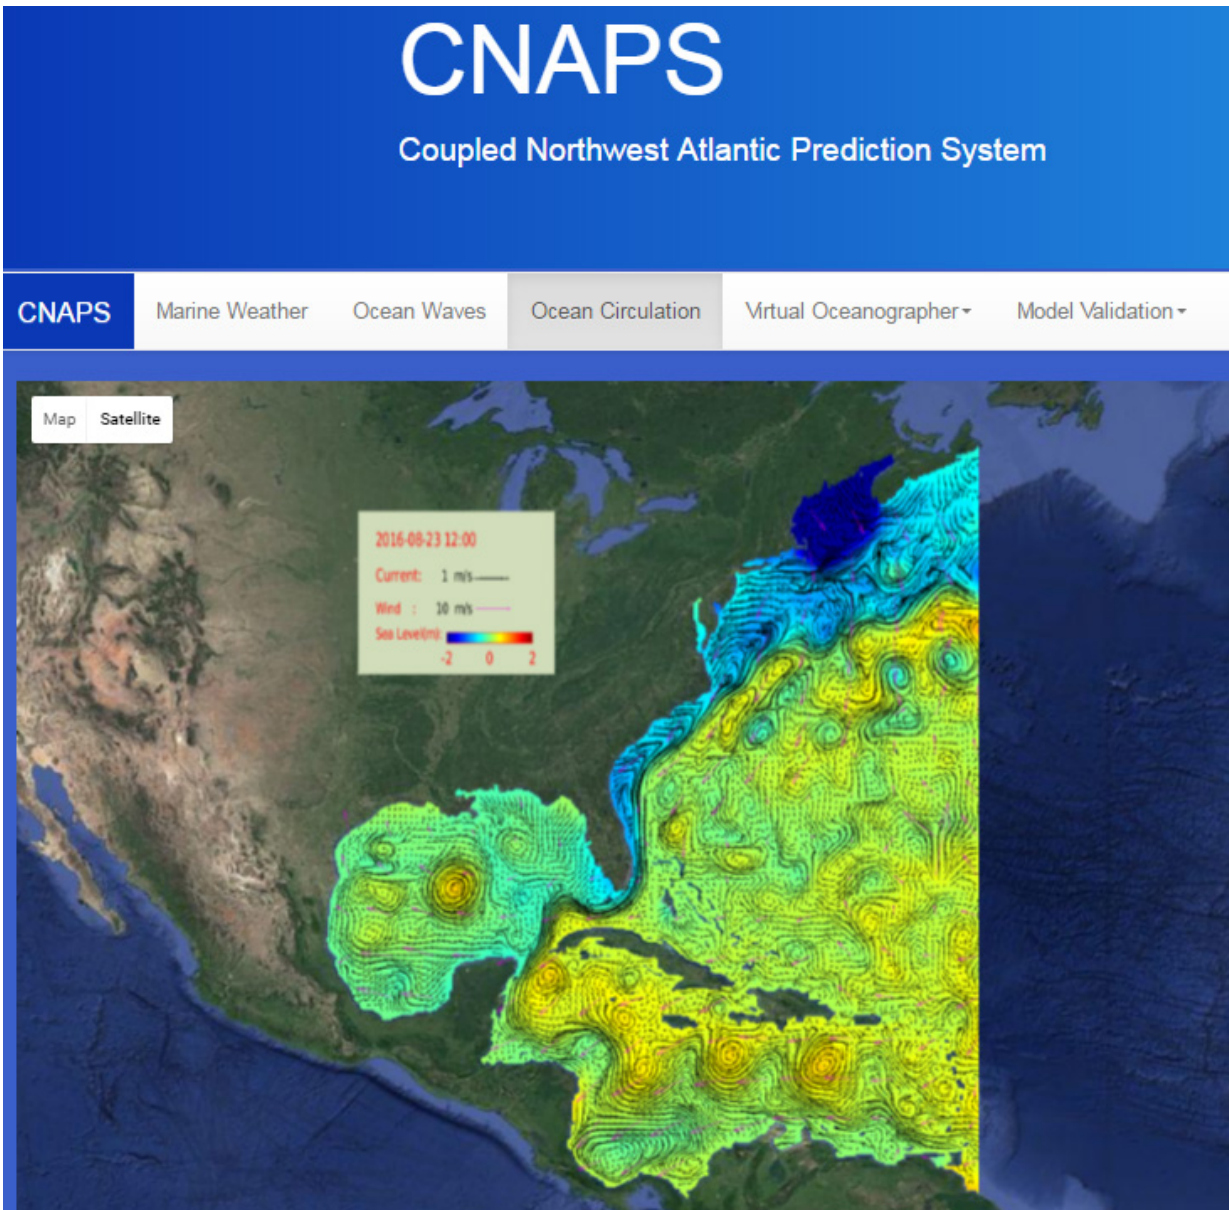 CNAPS
Coupled Northwest Atlantic Prediction System
CNAPS Marine Weather Ocean Waves Ocean Circulation Virtual Oceanographer Model Validation
Map Satellite
2016-08-23 12:00
Current: 1 m/s
Wind : 10 m/s
Sea Level(m):
-2 0 2